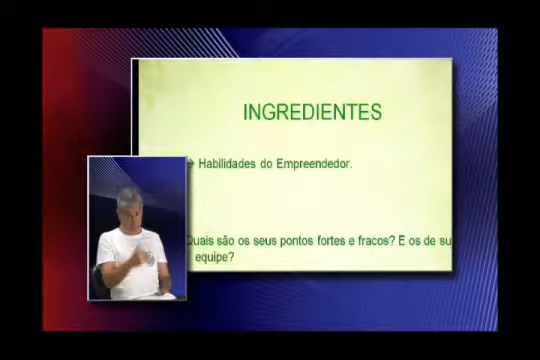 INGREDIENTES
Habilidades do Empreendedor.
Quais são os seus pontos fortes e fracos? E os de su
equipe?